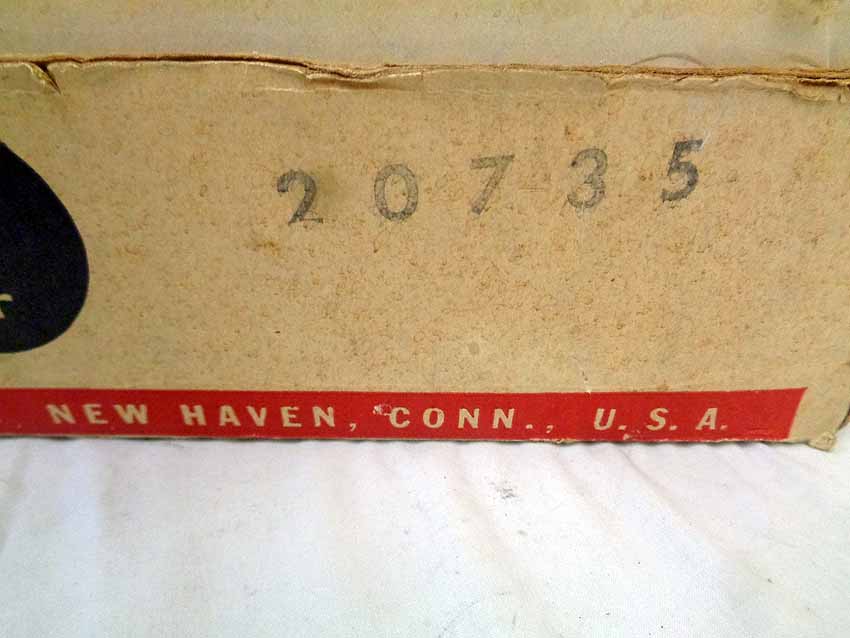 20735
r
NEW HAVEN, CONN., U.S.A.